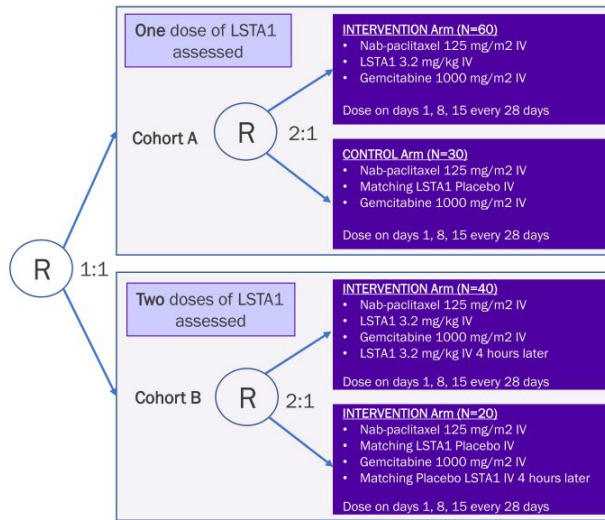 One dose of LSTA1
assessed
Cohort A
R
2:1
INTERVENTION Arm (N=60)
• Nab-paclitaxel 125 mg/m2 IV
• LSTA1 3.2 mg/kg IV
• Gemcitabine 1000 mg/m2 IV
Dose on days 1, 8, 15 every 28 days
CONTROL Arm (N=30)
• Nab-paclitaxel 125 mg/m2 IV
• Matching LSTA1 Placebo IV
• Gemcitabine 1000 mg/m2 IV
Dose on days 1, 8, 15 every 28 days
R
1:1
Two doses of LSTA1
assessed
Cohort B
R
2:1
INTERVENTION Arm (N=40)
• Nab-paclitaxel 125 mg/m2 IV
• LSTA1 3.2 mg/kg IV
• Gemcitabine 1000 mg/m2 IV
• LSTA1 3.2 mg/kg IV 4 hours later
Dose on days 1, 8, 15 every 28 days
INTERVENTION Arm (N=20)
• Nab-paclitaxel 125 mg/m2 IV
• Matching LSTA1 Placebo IV
• Gemcitabine 1000 mg/m2 IV
• Matching Placebo LSTA1 IV 4 hours later
Dose on days 1, 8, 15 every 28 days